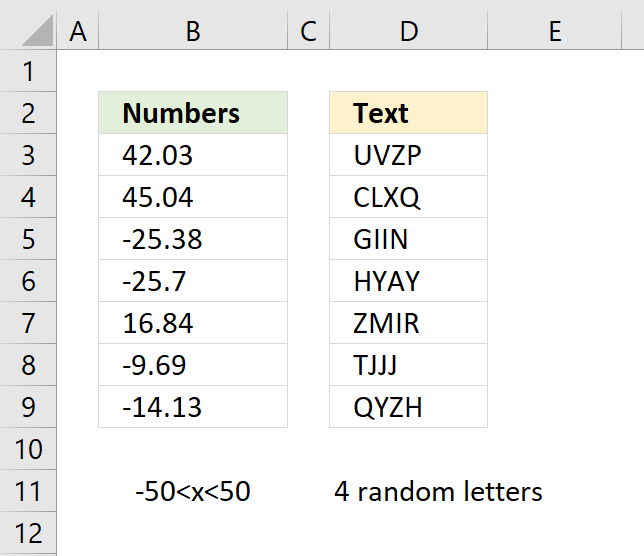 A B C D E
1
2 Numbers Text
3 42.03 UVZP
4 45.04 CLXQ
5 -25.38 GIIN
6 -25.7 HYAY
7 16.84 ZMIR
8 -9.69 TJJJ
9 -14.13 QYZH
10
11 -50<x<50 4 random letters
12